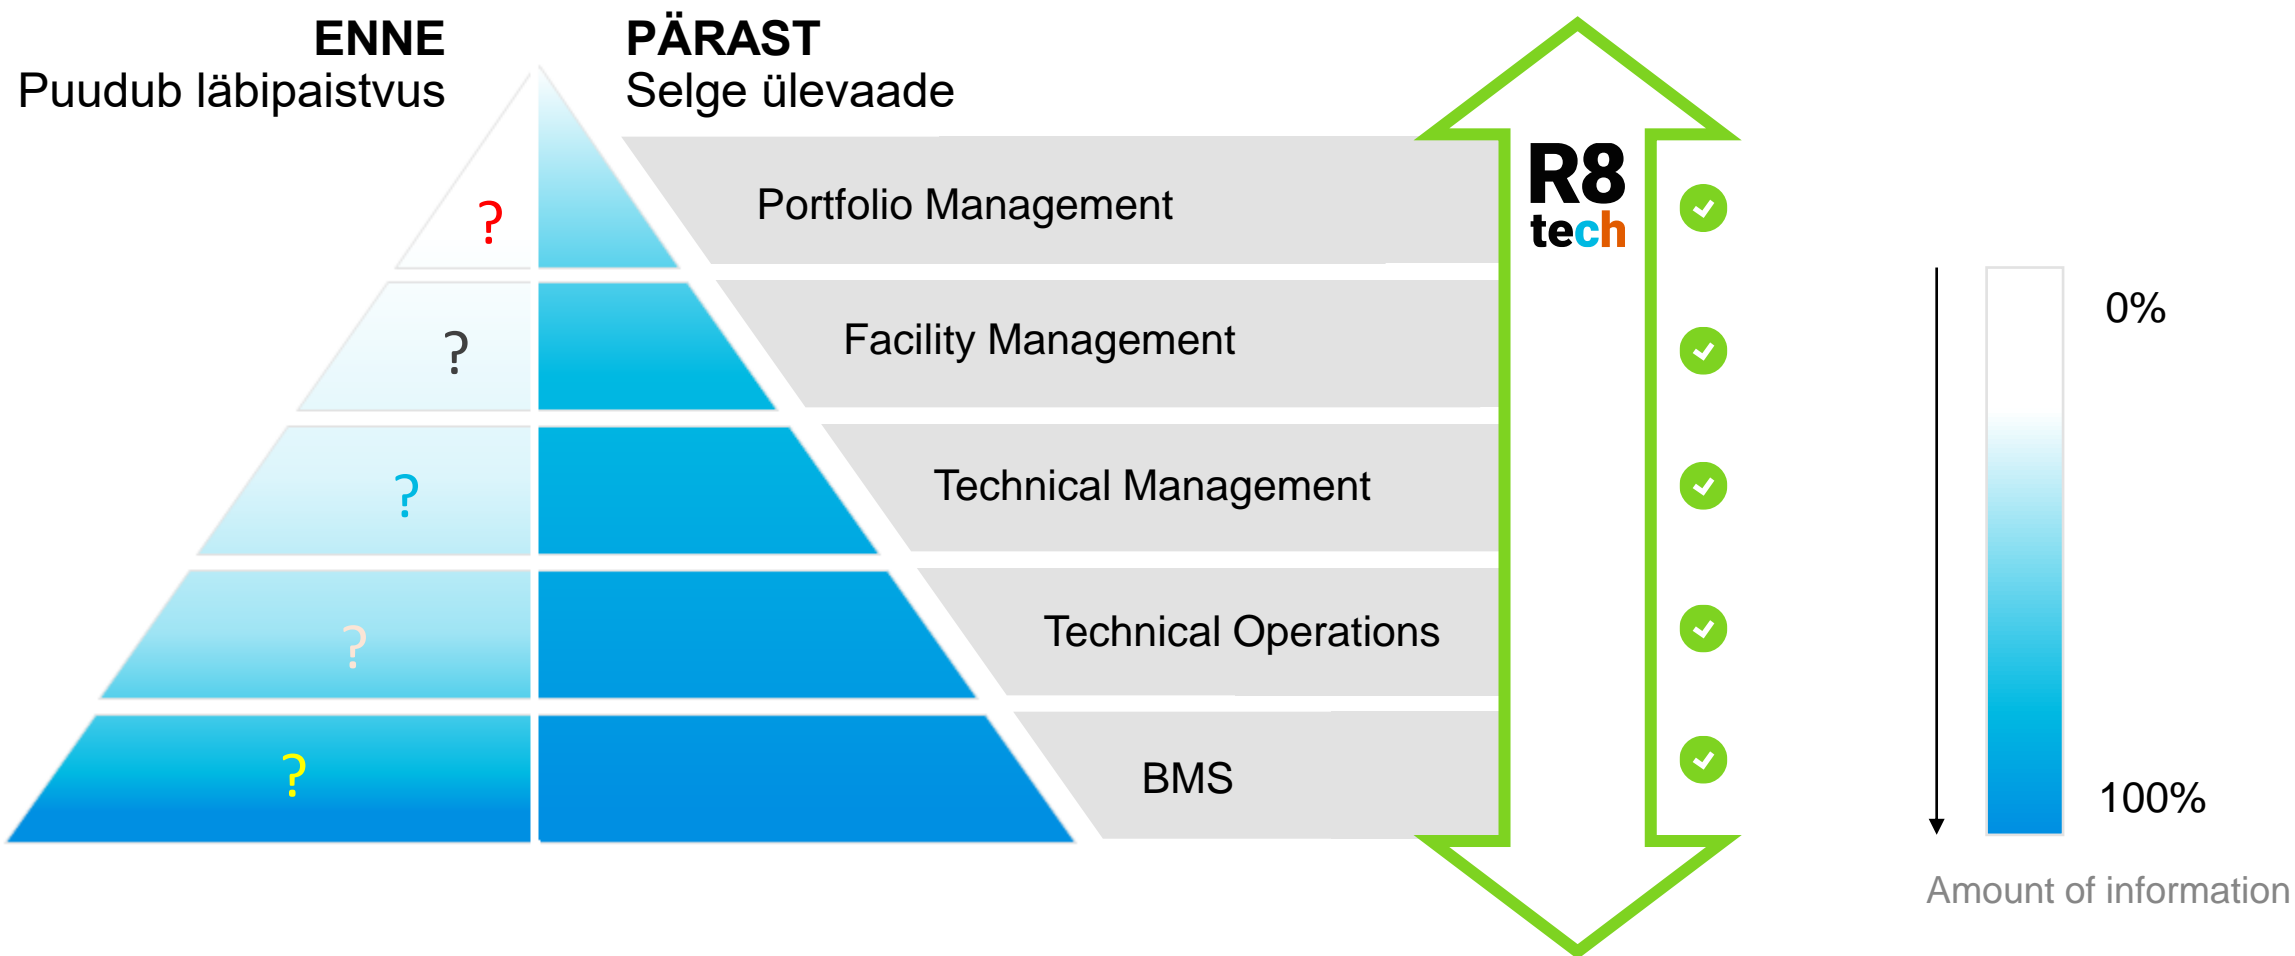 ENNE
Puudub läbipaistvus
PÄRAST
Selge ülevaade
R8
tech
?
Portfolio Management
?
Facility Management
?
Technical Management
?
Technical Operations
?
BMS
0%
100%
Amount of information